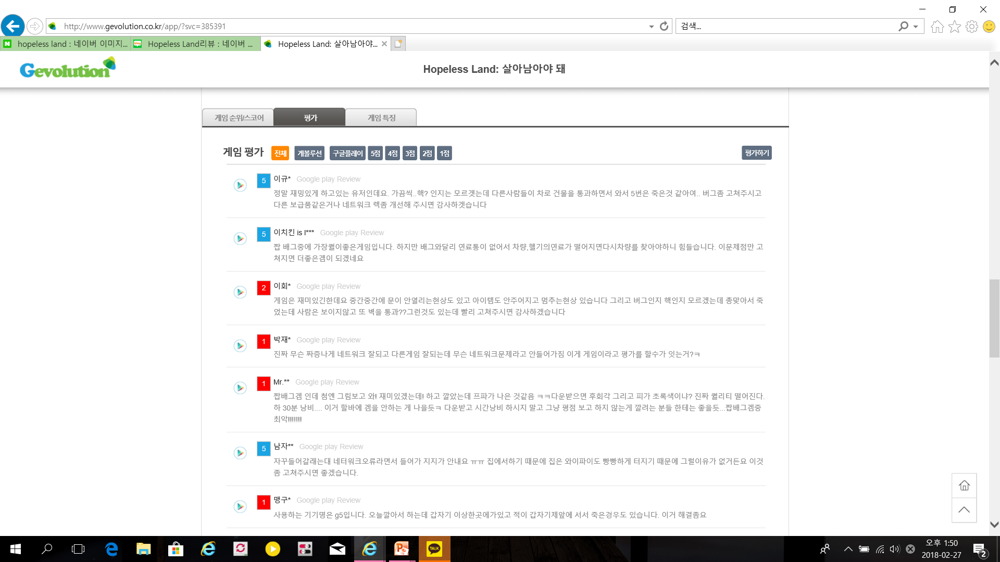 http://www.gevolution.co.kr/app/?svc=385391
검색...
hopeless land : 네이버 이미지...
Hopeless Land리뷰 : 네이버 ...
Hopeless Land: 살아남아야...
Gevolution
Hopeless Land: 살아남아야 돼
게임 순위/스코어
평가
게임 특징
게임 평가
전체
게볼루션
구글플레이
5점
4점
3점
2점
1점
평가하기
5 이규* Google play Review
정말 재밍있게 하고있는 유저인데요. 가끔씩..핵? 인지는 모르겟는데 다른사람들이 차로 건물을 통과하면서 와서 5번은 죽은것 같아여.. 버그좀 고쳐주시고
다른 보급품같은거나 네트워크 렉좀 개선해 주시면 감사하겟습니다
5 이치킨 is l*** Google play Review
짭 배그중에 가장퀄이좋은게임입니다. 하지만 배그와달리 연료통이 없어서 차량,헬기의연료가 떨어지면다시차량를 찾아야하니 힘들습니다. 이문제점만 고
쳐지면 더좋은겜이 되겠네요
2 이회* Google play Review
게임은 재미있긴한데요 중간중간에 문이 안열리는현상도 있고 아이템도 안주어지고 멈추는현상 있습니다 그리고 버그인지 핵인지 모르겠는데 총맞아서 죽
었는데 사람은 보이지않고 또 벽을 통과??그런것도 있는데 빨리 고쳐주시면 감사하겠습니다
1 박재* Google play Review
진짜 무슨 짜증나게 네트워크 잘되고 다른게임 잘되는데 무슨 네트워크문제라고 안들어가짐 이게 게임이라고 평가를 할수가 잇는거?ㅋ
1 Mr.** Google play Review
짭배그겜 인데 첨엔 그림보고 와! 재미있겠는데! 하고 깔았는데 프파가 나은 것같음 ㅋㅋ다운받으면 후회각 그리고 피가 초록색이냐? 진짜 퀄리티 떨어진다.
하 30분 낭비.... 이거 할바에 겜을 안하는 게 나을듯ㅋ 다운받고 시간낭비 하시지 말고 그냥 평점 보고 하지 않는게 깔려는 분들 한테는 좋을듯...짭배그겜중
최악!!!!!!!
5 남자** Google play Review
자꾸들어갈래는대 네터워크오류라면서 들어가 지지가 안내요 ㅠㅠ 집에서하기 때문에 집은 와이파이도 빵빵하게 터지기 때문에 그럴이유가 없거든요 이것
좀 고쳐주시면 좋겠습니다.
1 맹구* Google play Review
사용하는 기기명은 g5입니다. 오늘깔아서 하는데 갑자기 이상한곳에가있고 적이 갑자기제앞에 서서 죽은경우도 있습니다. 이거 해결좀요
TALK
오후 1:50
2018-02-27
2